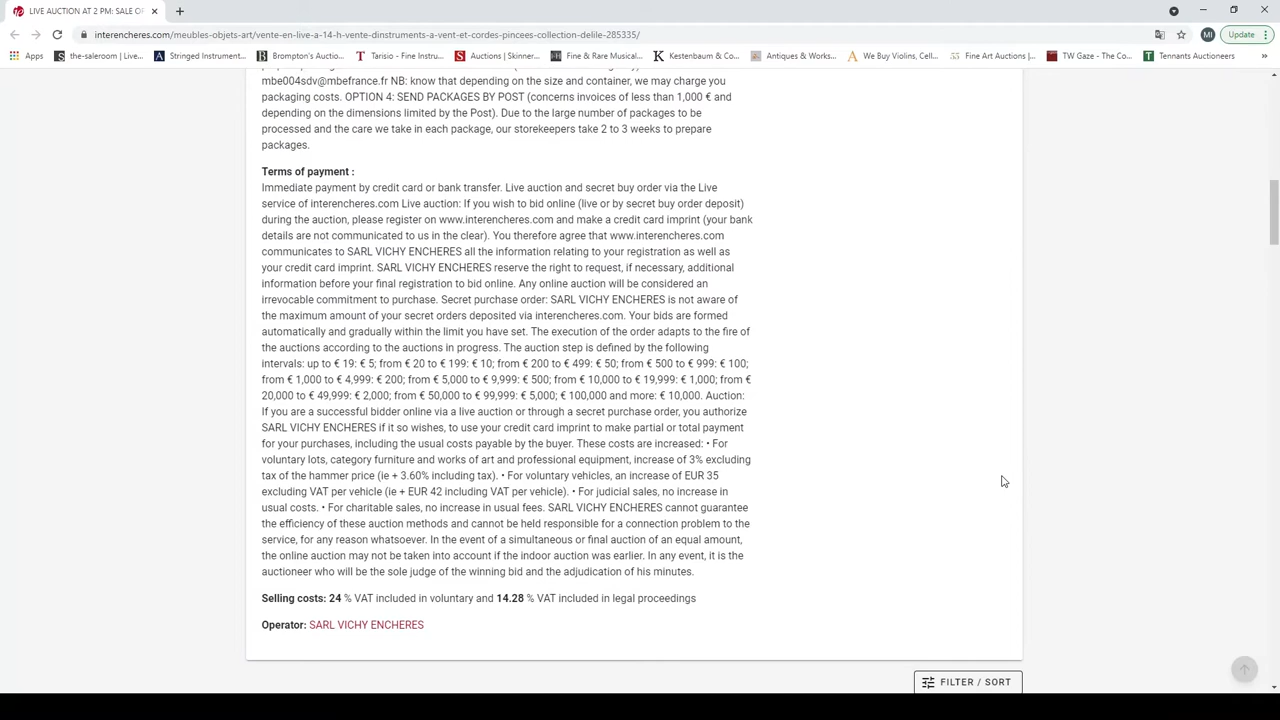 LIVE AUCTION AT 2 PM: SALE O
interencheres.com/meubles-objets-art/vente-en-live-a-14-h-vente-dinstruments-a-vent-et-cordes-pincees-collection-delile-285335/
MI
Update
Apps
the-saleroom | Live...
Stringed Instrumen...
Brompton's Auctio...
Tarisio - Fine Instru...
Auctions | Skinner...
Fine & Rare Musical...
Kestenbaum & Co...
Antiques & Works...
We Buy Violins, Cell...
Fine Art Auctions |...
TW Gaze - The Co...
Tennants Auctioneers
mbe004sdv@mbefrance.fr NB: know that depending on the size and container, we may charge you
packaging costs. OPTION 4: SEND PACKAGES BY POST (concerns invoices of less than 1,000 € and
depending on the dimensions limited by the Post). Due to the large number of packages to be
processed and the care we take in each package, our storekeepers take 2 to 3 weeks to prepare
packages.
Terms of payment :
Immediate payment by credit card or bank transfer. Live auction and secret buy order via the Live
service of interencheres.com Live auction: If you wish to bid online (live or by secret buy order deposit)
during the auction, please register on www.interencheres.com and make a credit card imprint (your bank
details are not communicated to us in the clear). You therefore agree that www.interencheres.com
communicates to SARL VICHY ENCHERES all the information relating to your registration as well as
your credit card imprint. SARL VICHY ENCHERES reserve the right to request, if necessary, additional
information before your final registration to bid online. Any online auction will be considered an
irrevocable commitment to purchase. Secret purchase order: SARL VICHY ENCHERES is not aware of
the maximum amount of your secret orders deposited via interencheres.com. Your bids are formed
automatically and gradually within the limit you have set. The execution of the order adapts to the fire of
the auctions according to the auctions in progress. The auction step is defined by the following
intervals: up to € 19: € 5; from € 20 to € 199: € 10; from € 200 to € 499: € 50; from € 500 to € 999: € 100;
from € 1,000 to € 4,999: € 200; from € 5,000 to € 9,999: € 500; from € 10,000 to € 19,999: € 1,000; from €
20,000 to € 49,999: € 2,000; from € 50,000 to € 99,999: € 5,000; € 100,000 and more: € 10,000. Auction:
If you are a successful bidder online via a live auction or through a secret purchase order, you authorize
SARL VICHY ENCHERES if it so wishes, to use your credit card imprint to make partial or total payment
for your purchases, including the usual costs payable by the buyer. These costs are increased: • For
voluntary lots, category furniture and works of art and professional equipment, increase of 3% excluding
tax of the hammer price (ie + 3.60% including tax). • For voluntary vehicles, an increase of EUR 35
excluding VAT per vehicle (ie + EUR 42 including VAT per vehicle). • For judicial sales, no increase in
usual costs. • For charitable sales, no increase in usual fees. SARL VICHY ENCHERES cannot guarantee
the efficiency of these auction methods and cannot be held responsible for a connection problem to the
service, for any reason whatsoever. In the event of a simultaneous or final auction of an equal amount,
the online auction may not be taken into account if the indoor auction was earlier. In any event, it is the
auctioneer who will be the sole judge of the winning bid and the adjudication of his minutes.
Selling costs: 24 % VAT included in voluntary and 14.28 % VAT included in legal proceedings
Operator: SARL VICHY ENCHERES
FILTER / SORT